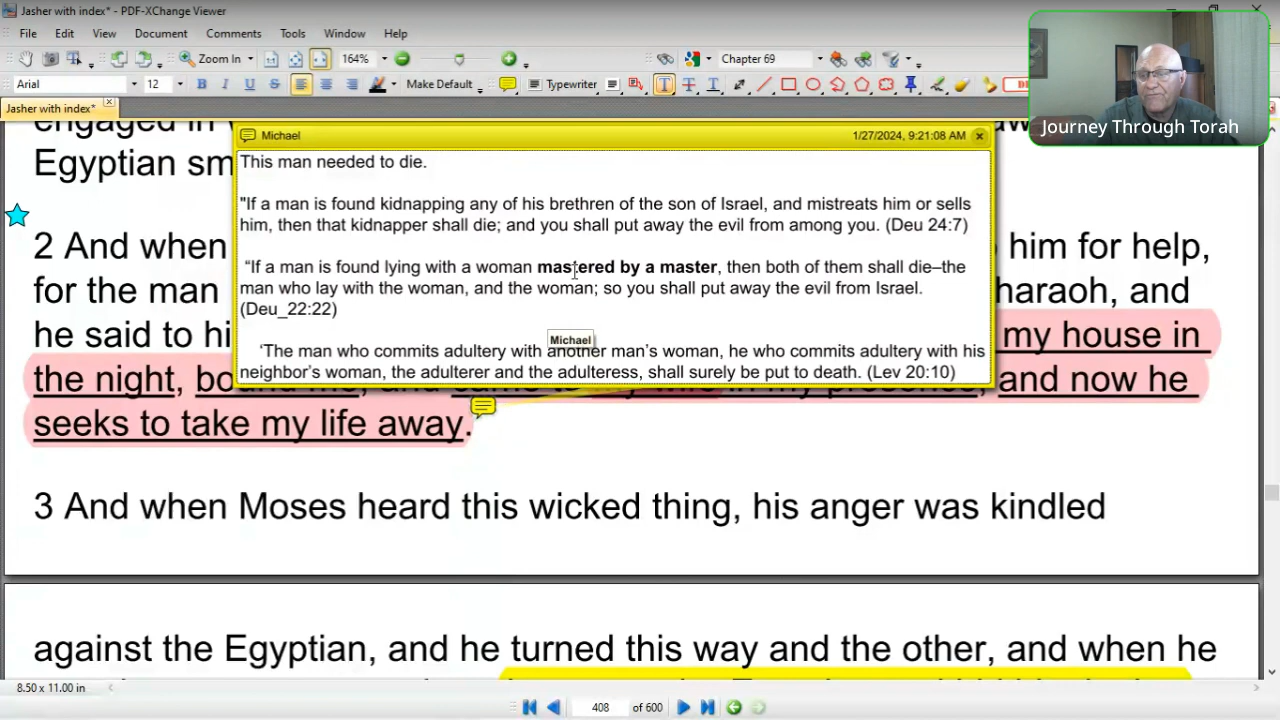 Jasher with index* - PDF-XChange Viewer
File Edit View Document Comments Tools Window Help
Zoom In 164% Chapter 69
Arial 12 B I U S Make Default Typewriter
Jasher with index*
Journey Through Torah
Michael 1/27/2024, 9:21:08 AM
This man needed to die.
"If a man is found kidnapping any of his brethren of the son of Israel, and mistreats him or sells
him, then that kidnapper shall die; and you shall put away the evil from among you. (Deu 24:7)
“If a man is found lying with a woman mastered by a master, then both of them shall die–the
man who lay with the woman, and the woman; so you shall put away the evil from Israel.
(Deu_22:22)
Michael
‘The man who commits adultery with another man’s woman, he who commits adultery with his
neighbor’s woman, the adulterer and the adulteress, shall surely be put to death. (Lev 20:10)
engaged in
Egyptian sm
2 And when him for help,
for the man haraoh, and
he said to hi my house in
the night, and now he
seeks to take my life away.
3 And when Moses heard this wicked thing, his anger was kindled
against the Egyptian, and he turned this way and the other, and when he
8.50 x 11.00 in
408 of 600